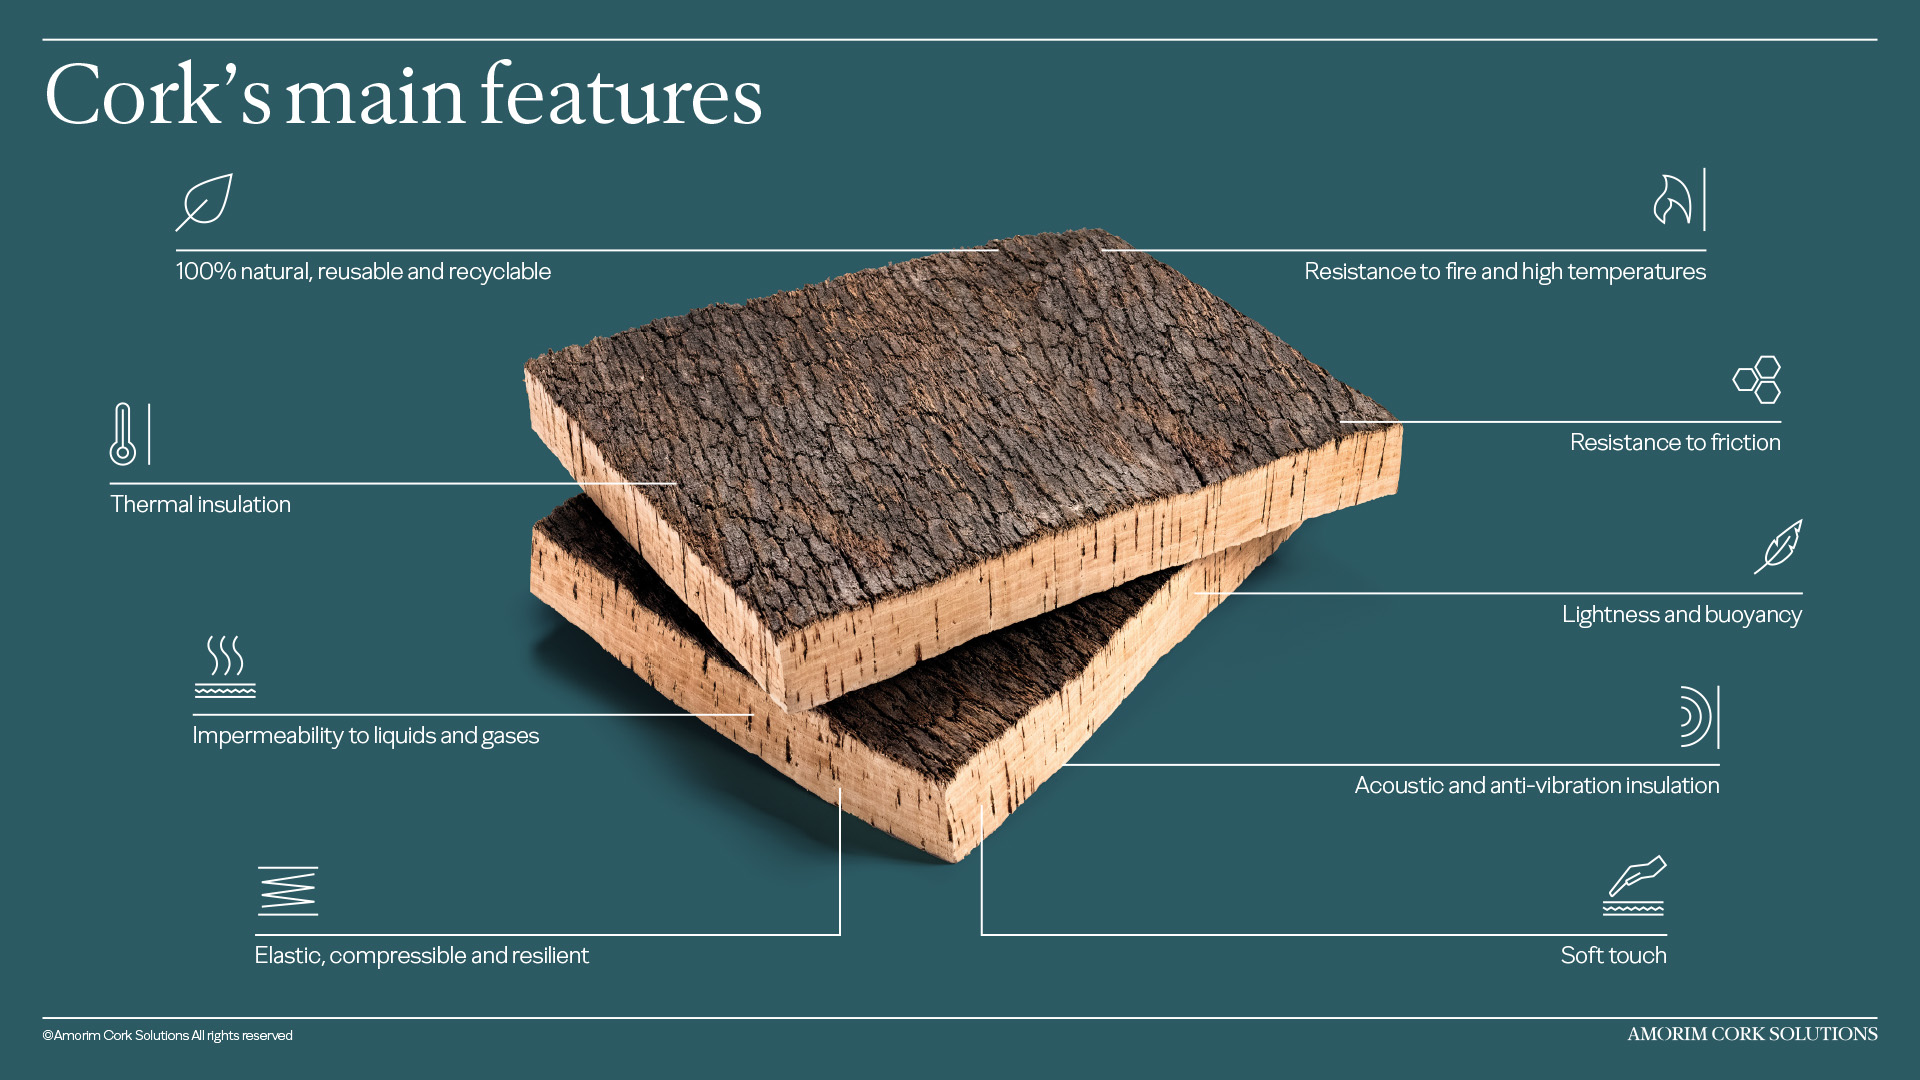 Cork’s main features
100% natural, reusable and recyclable
Resistance to fire and high temperatures
Resistance to friction
Thermal insulation
Lightness and buoyancy
Impermeability to liquids and gases
Acoustic and anti-vibration insulation
Elastic, compressible and resilient
Soft touch
©Amorim Cork Solutions All rights reserved
AMORIM CORK SOLUTIONS